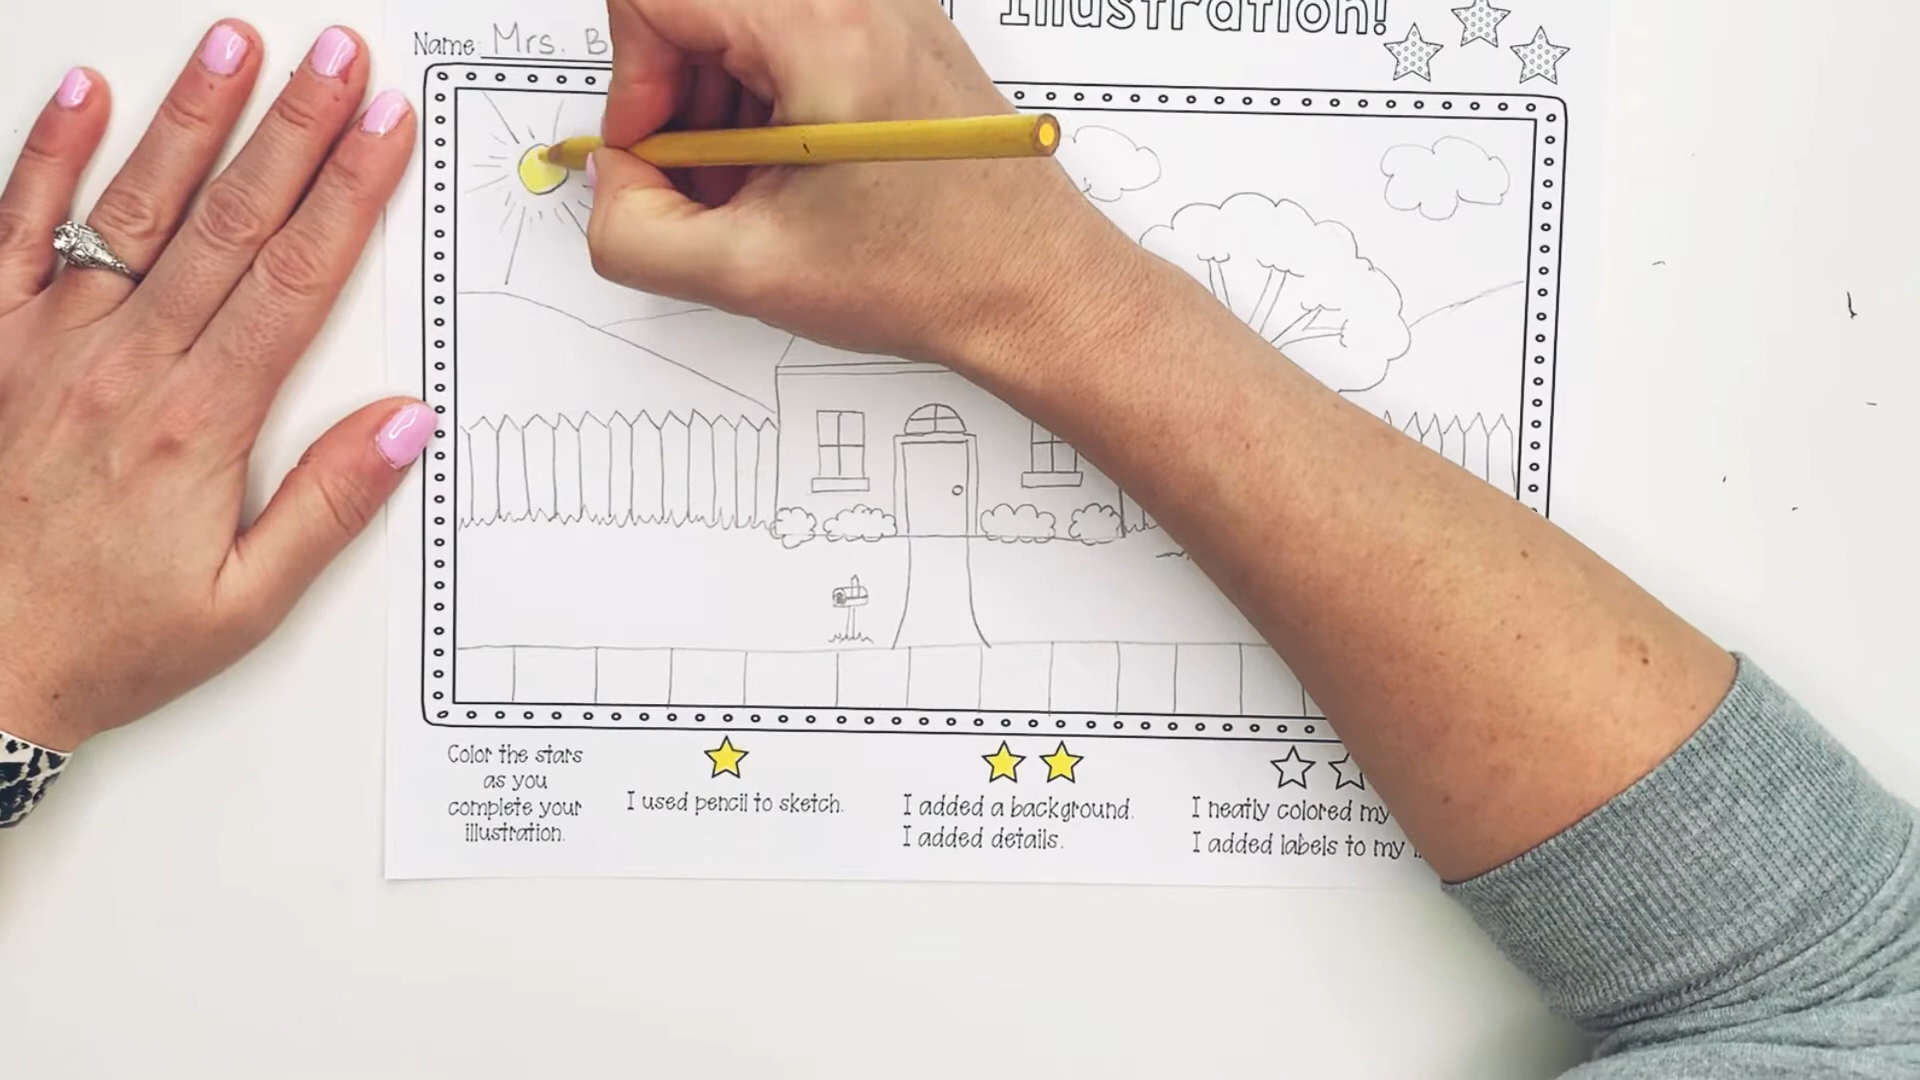 Illustration!
Name: Mrs. B
Color the stars
as you
complete your
illustration.
I used pencil to sketch.
I added a background.
I added details.
I neatly colored my
I added labels to my